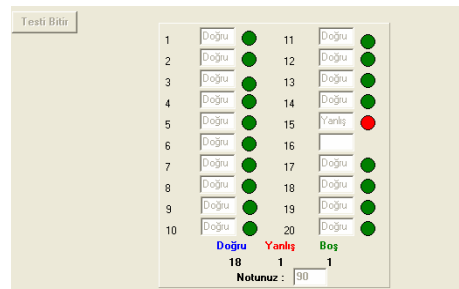 Testi Bitir
1 Doğru 11 Doğru
2 Doğru 12 Doğru
3 Doğru 13 Doğru
4 Doğru 14 Doğru
5 Doğru 15 Yanlış
6 Doğru 16
7 Doğru 17 Doğru
8 Doğru 18 Doğru
9 Doğru 19 Doğru
10 Doğru 20 Doğru
Doğru Yanlış Boş
18 1 1
Notunuz : 90